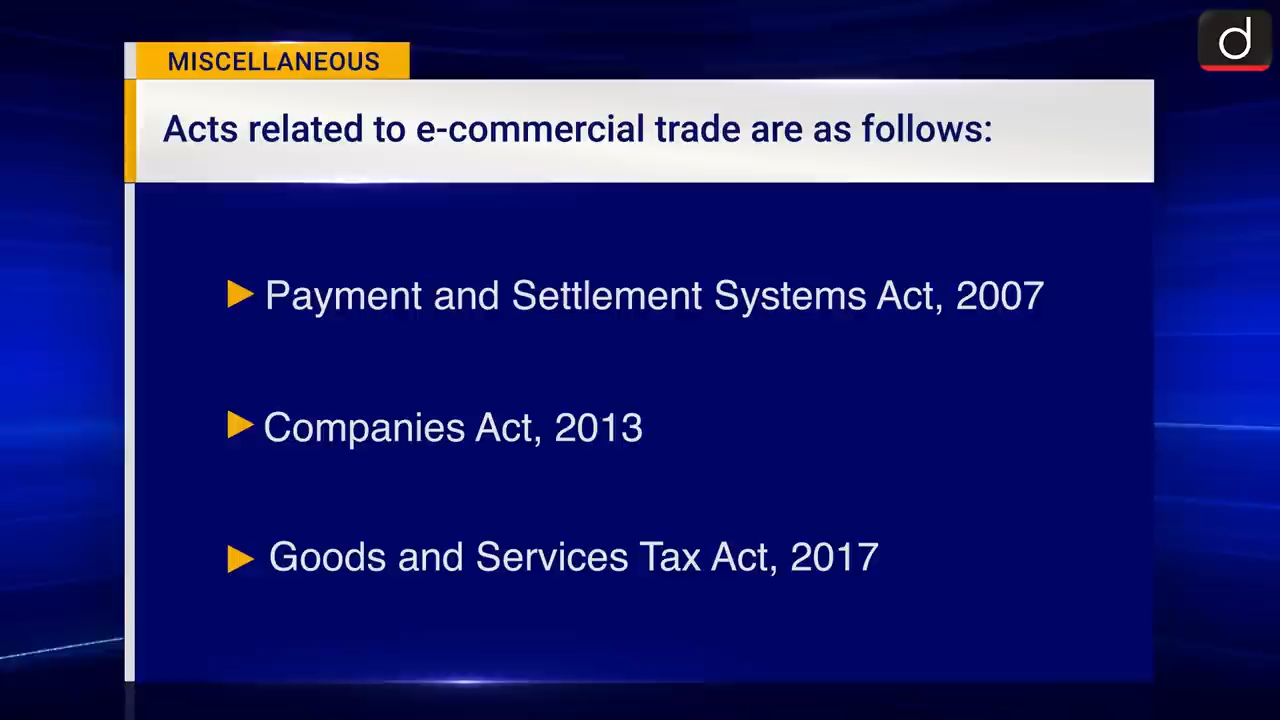 MISCELLANEOUS
d
Acts related to e-commercial trade are as follows:
Payment and Settlement Systems Act, 2007
Companies Act, 2013
Goods and Services Tax Act, 2017